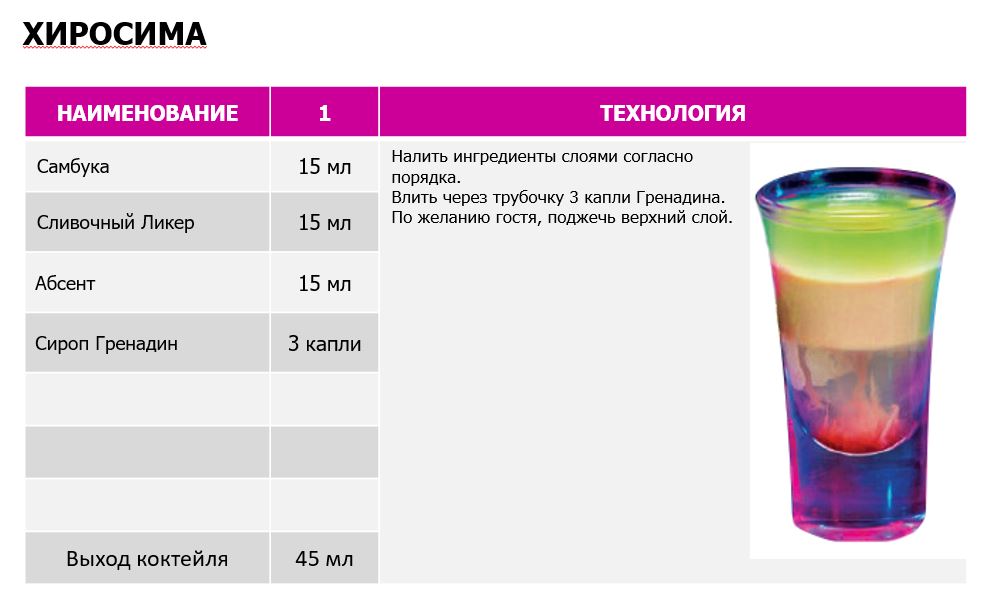 ХИРОСИМА
НАИМЕНОВАНИЕ 1 ТЕХНОЛОГИЯ
Самбука 15 мл
Сливочный Ликер 15 мл
Абсент 15 мл
Сироп Гренадин 3 капли
Выход коктейля 45 мл
Налить ингредиенты слоями согласно
порядка.
Влить через трубочку 3 капли Гренадина.
По желанию гостя, поджечь верхний слой.